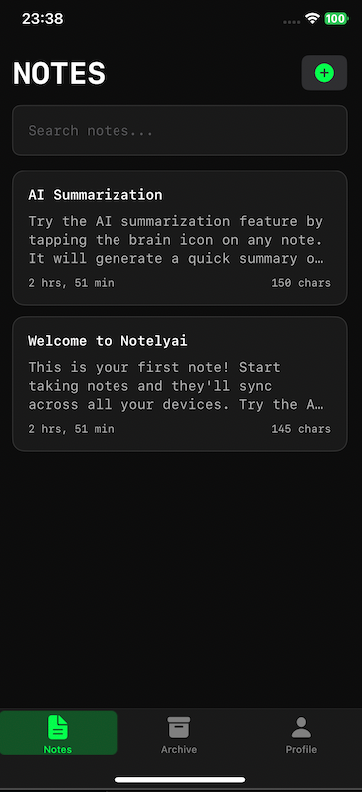 23:38
100
NOTES
Search notes...
AI Summarization
Try the AI summarization feature by
tapping the brain icon on any note.
It will generate a quick summary o…
2 hrs, 51 min
150 chars
Welcome to Notelyai
This is your first note! Start
taking notes and they'll sync
across all your devices. Try the A…
2 hrs, 51 min
145 chars
Notes
Archive
Profile